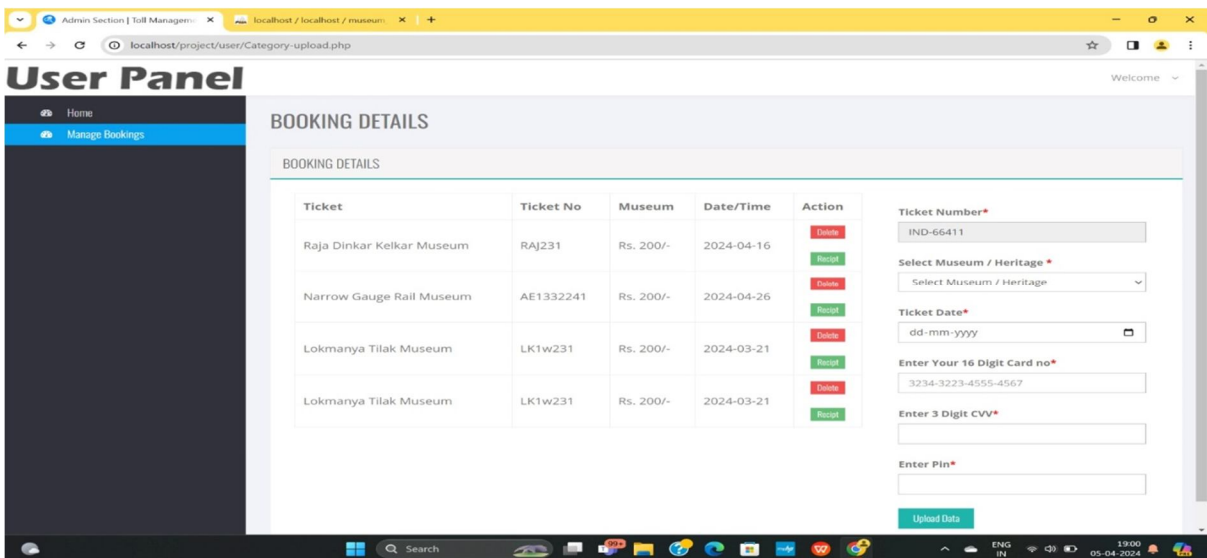 Admin Section | Toll Managem
localhost / localhost / museum
localhost/project/user/Category-upload.php
User Panel
Welcome
Home
Manage Bookings
BOOKING DETAILS
BOOKING DETAILS
Ticket Ticket No Museum Date/Time Action
Raja Dinkar Kelkar Museum RAJ231 Rs. 200/- 2024-04-16 Delete
Recipt
Narrow Gauge Rail Museum AE1332241 Rs. 200/- 2024-04-26 Delete
Recipt
Lokmanya Tilak Museum LK1w231 Rs. 200/- 2024-03-21 Delete
Recipt
Lokmanya Tilak Museum LK1w231 Rs. 200/- 2024-03-21 Delete
Recipt
Ticket Number*
IND-66411
Select Museum / Heritage *
Select Museum / Heritage
Ticket Date*
dd-mm-yyyy
Enter Your 16 Digit Card no*
3234-3223-4555-4567
Enter 3 Digit CVV*
Enter Pin*
Upload Data
Search
99+
ENG
IN
19:00
05-04-2024